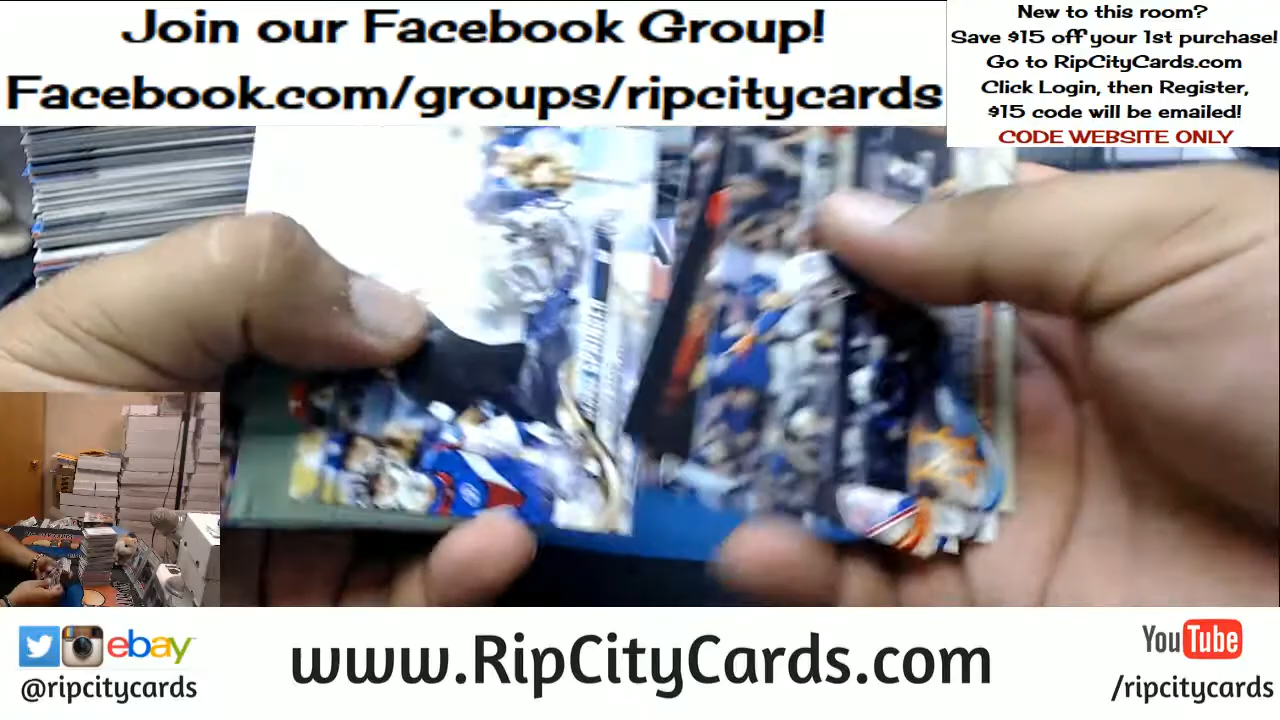 Join our Facebook Group!
Facebook.com/groups/ripcitycards
New to this room?
Save $15 off your 1st purchase!
Go to RipCityCards.com
Click Login, then Register,
$15 code will be emailed!
CODE WEBSITE ONLY
ebay
@ripcitycards
www.RipCityCards.com
YouTube
/ripcitycards